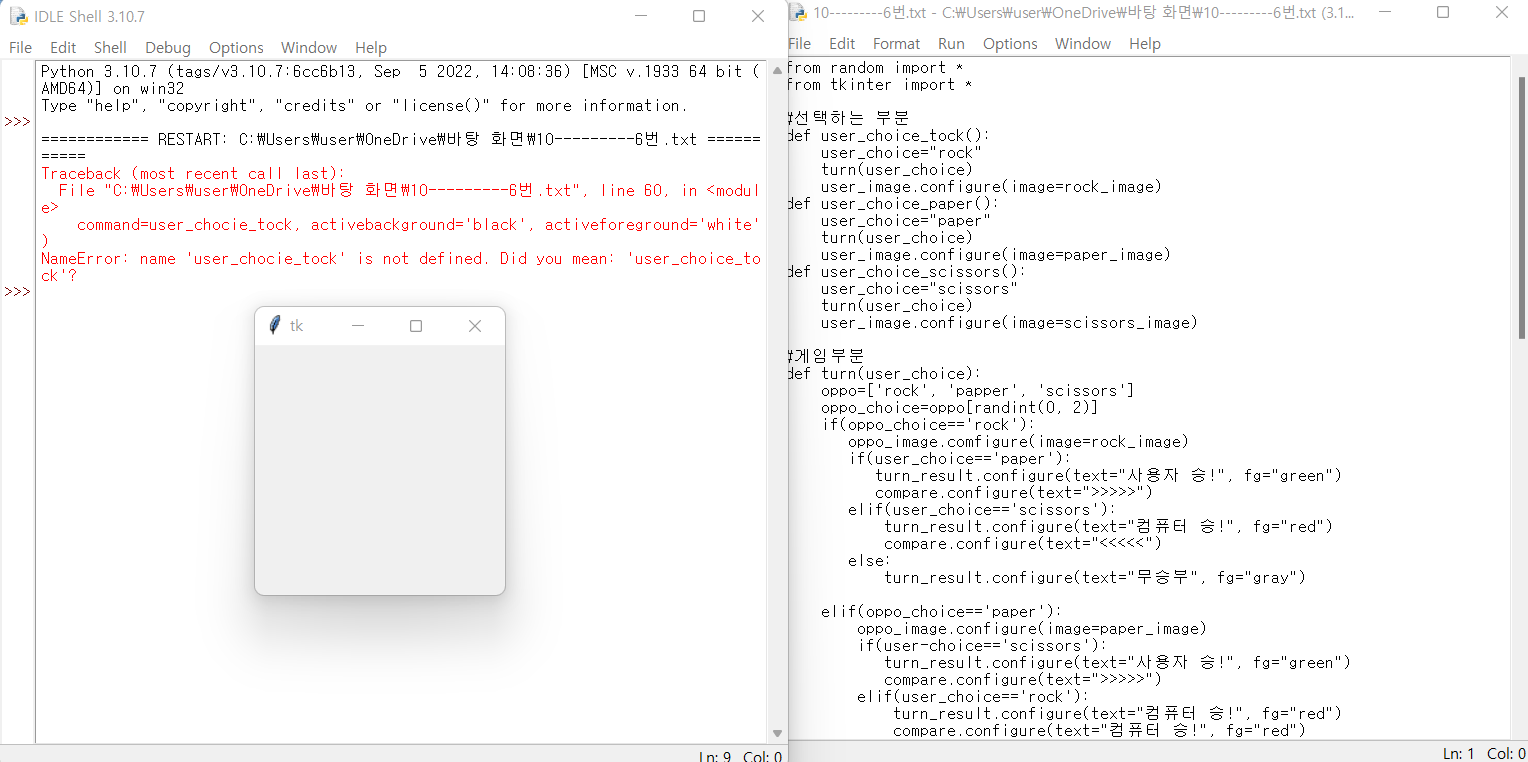 IDLE Shell 3.10.7
File Edit Shell Debug Options Window Help
Python 3.10.7 (tags/v3.10.7:6cc6b13, Sep  5 2022, 14:08:36) [MSC v.1933 64 bit (
AMD64)] on win32
Type "help", "copyright", "credits" or "license()" for more information.
>>>
============ RESTART: C:₩Users₩user₩OneDrive₩바탕 화면₩10---------6번.txt ======
=====
Traceback (most recent call last):
  File "C:₩Users₩user₩OneDrive₩바탕 화면₩10---------6번.txt", line 60, in <modul
e>
    command=user_chocie_tock, activebackground='black', activeforeground='white'
)
NameError: name 'user_chocie_tock' is not defined. Did you mean: 'user_choice_to
ck'?
>>>
tk
Ln: 9 Col: 0
10---------6번.txt - C:₩Users₩user₩OneDrive₩바탕 화면₩10---------6번.txt (3.1...
File Edit Format Run Options Window Help
from random import *
from tkinter import *
#선택하는 부분
def user_choice_tock():
    user_choice="rock"
    turn(user_choice)
    user_image.configure(image=rock_image)
def user_choice_paper():
    user_choice="paper"
    turn(user_choice)
    user_image.configure(image=paper_image)
def user_choice_scissors():
    user_choice="scissors"
    turn(user_choice)
    user_image.configure(image=scissors_image)
#게임부분
def turn(user_choice):
    oppo=['rock', 'papper', 'scissors']
    oppo_choice=oppo[randint(0, 2)]
    if(oppo_choice=='rock'):
       oppo_image.comfigure(image=rock_image)
       if(user_choice=='paper'):
          turn_result.configure(text="사용자 승!", fg="green")
          compare.configure(text=">>>>>")
       elif(user_choice=='scissors'):
           turn_result.configure(text="컴퓨터 승!", fg="red")
           compare.configure(text="<<<<<")
       else:
           turn_result.configure(text="무승부", fg="gray")
    elif(oppo_choice=='paper'):
        oppo_image.configure(image=paper_image)
        if(user-choice=='scissors'):
           turn_result.configure(text="사용자 승!", fg="green")
           compare.configure(text=">>>>>")
        elif(user_choice=='rock'):
            turn_result.configure(text="컴퓨터 승!", fg="red")
            compare.configure(text="컴퓨터 승!", fg="red")
Ln: 1 Col: 0